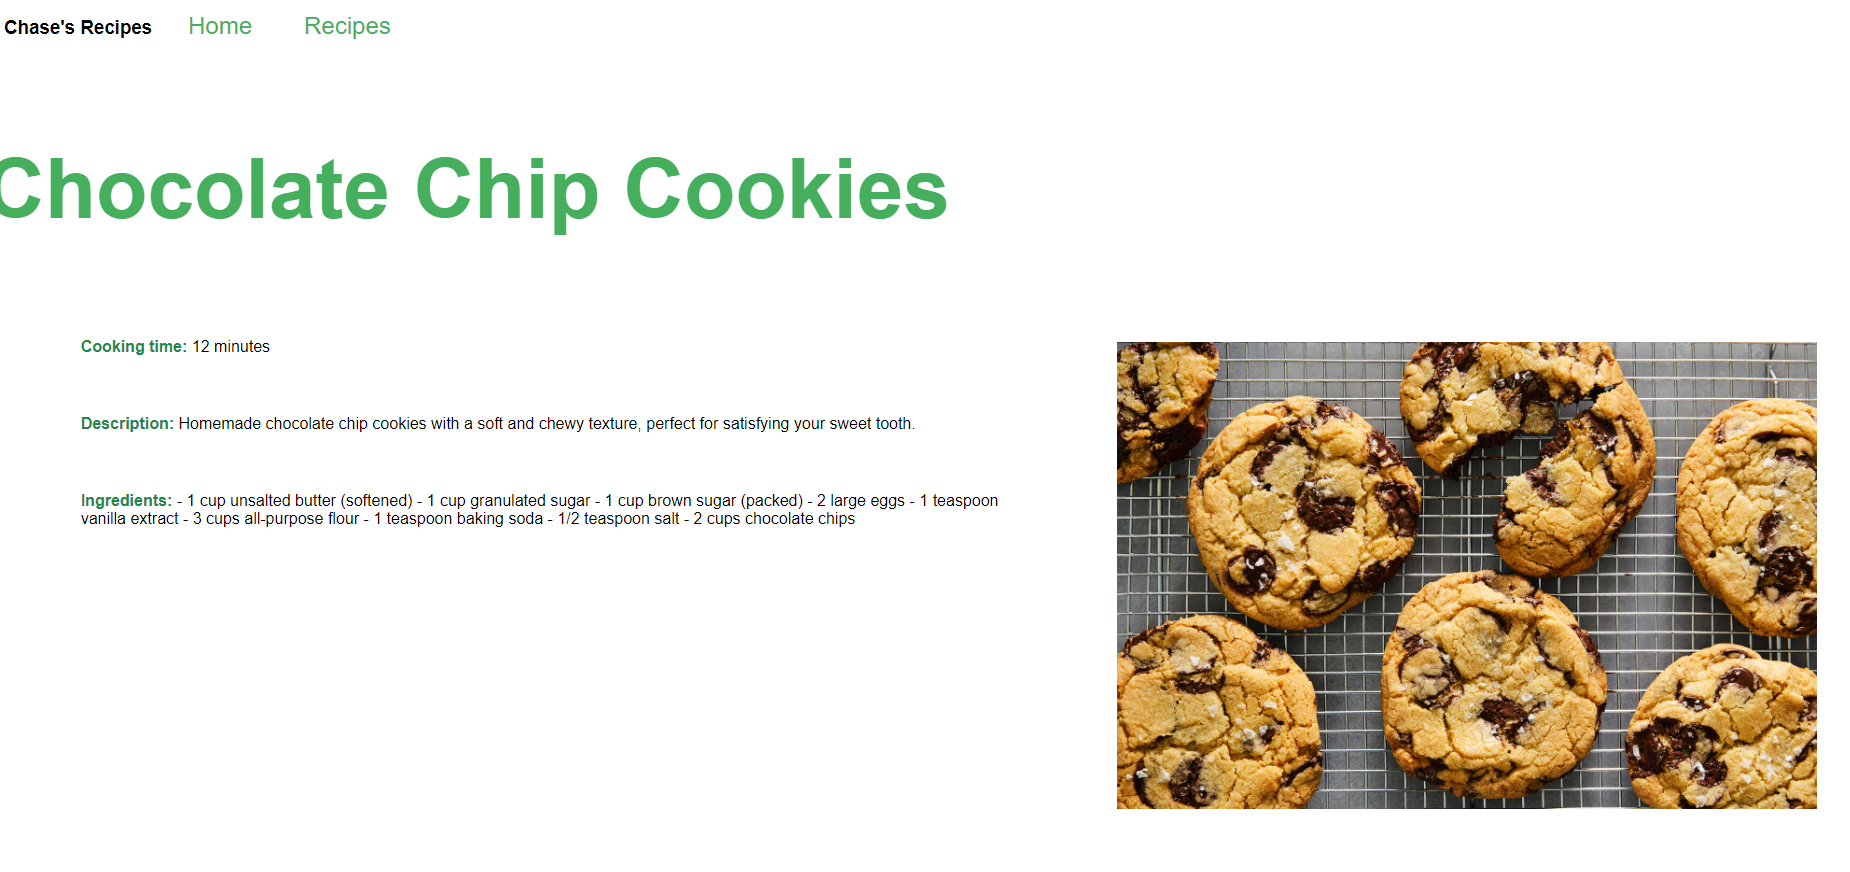 Chase's Recipes Home Recipes
Chocolate Chip Cookies
Cooking time: 12 minutes
Description: Homemade chocolate chip cookies with a soft and chewy texture, perfect for satisfying your sweet tooth.
Ingredients: - 1 cup unsalted butter (softened) - 1 cup granulated sugar - 1 cup brown sugar (packed) - 2 large eggs - 1 teaspoon
vanilla extract - 3 cups all-purpose flour - 1 teaspoon baking soda - 1/2 teaspoon salt - 2 cups chocolate chips